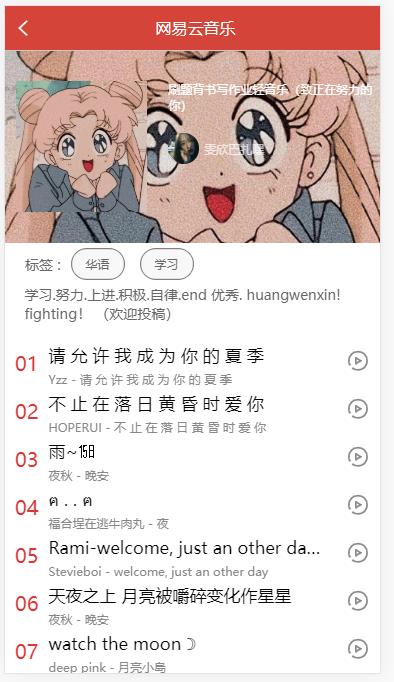 网易云音乐
刷题背书写作业轻音乐（致正在努力的
你）
标签：
华语
学习
学习.努力.上进.积极.自律.end 优秀. huangwenxin!
fighting! （欢迎投稿）
01 请 允 许 我 成 为 你 的 夏 季
Yzz - 请 允 许 我 成 为 你 的 夏 季
02 不 止 在 落 日 黄 昏 时 爱 你
HOPERUI - 不 止 在 落 日 黄 昏 时 爱 你
03 雨~
夜秋 - 晚安
04 ค . . ค
福合埕在逃牛肉丸 - 夜
05 Rami-welcome, just an other da...
Stevieboi - welcome, just an other day
06 天夜之上 月亮被嚼碎变化作星星
夜秋 - 晚安
07 watch the moon☽
deep pink - 月亮小島